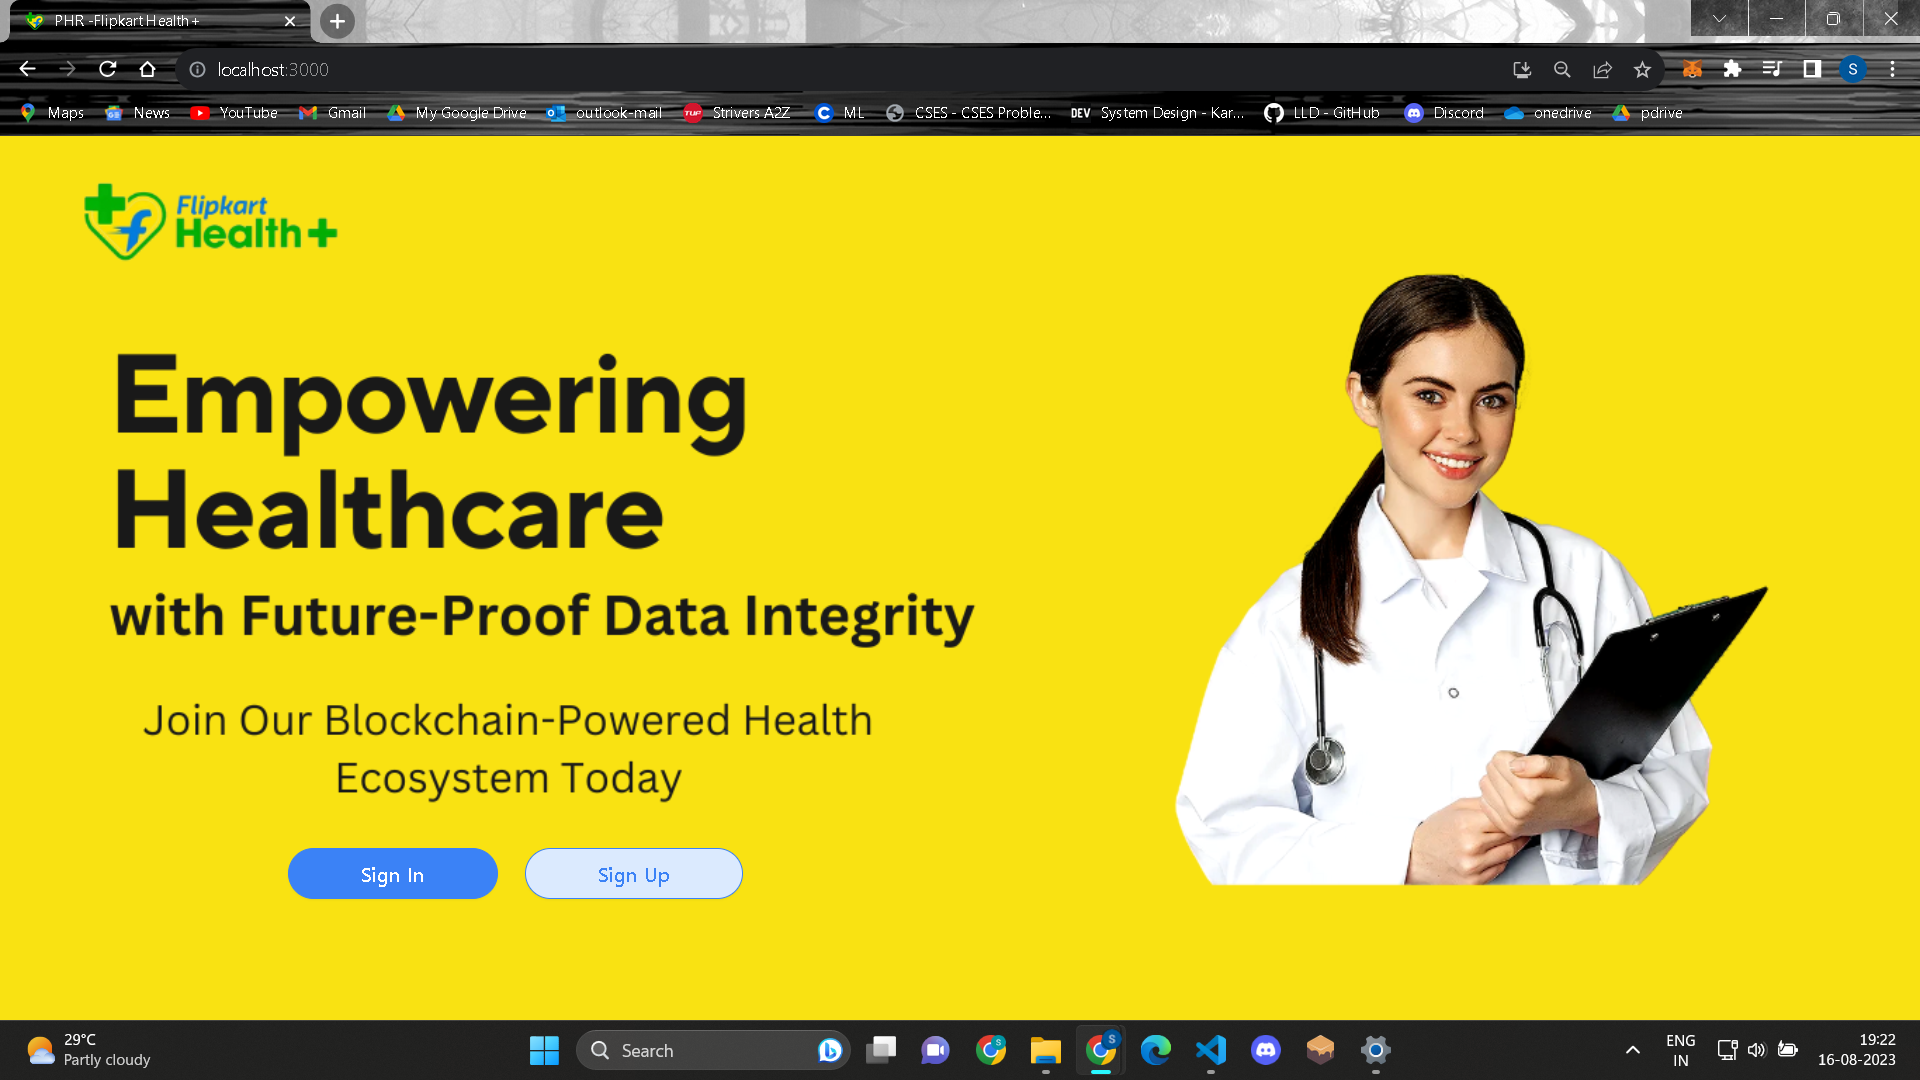 PHR -Flipkart Health+
localhost:3000
S
Maps
News
YouTube
Gmail
My Google Drive
outlook-mail
TUF
Strivers A2Z
C
ML
CSES - CSES Proble...
DEV
System Design - Kar...
LLD - GitHub
Discord
onedrive
pdrive
f
Flipkart
Health+
Empowering
Healthcare
with Future-Proof Data Integrity
Join Our Blockchain-Powered Health
Ecosystem Today
Sign In
Sign Up
29°C
Partly cloudy
Search
S
S
ENG
IN
19:22
16-08-2023